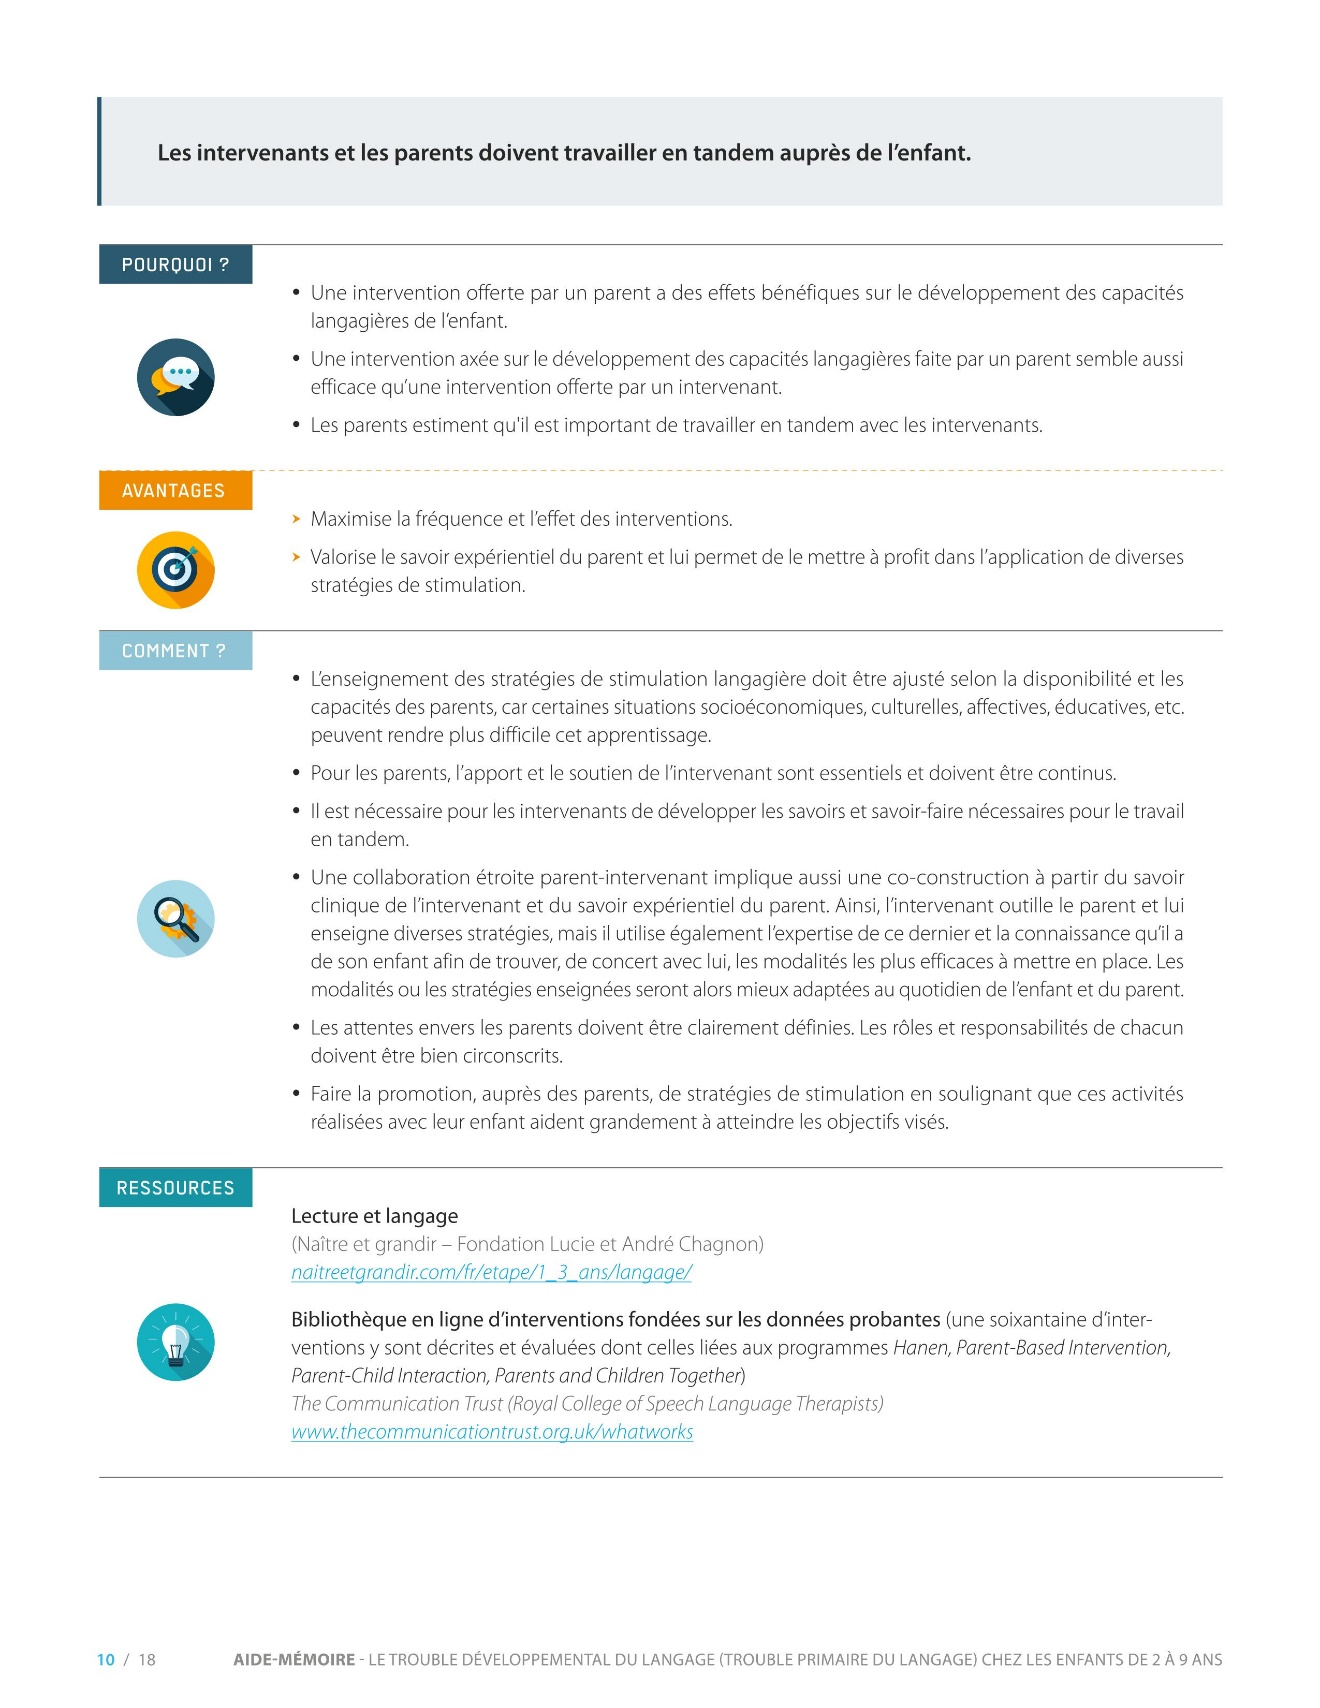 Les intervenants et les parents doivent travailler en tandem auprès de l’enfant.
POURQUOI ?
• Une intervention offerte par un parent a des effets bénéfiques sur le développement des capacités
langagières de l’enfant.
• Une intervention axée sur le développement des capacités langagières faite par un parent semble aussi
efficace qu’une intervention offerte par un intervenant.
• Les parents estiment qu'il est important de travailler en tandem avec les intervenants.
AVANTAGES
➤ Maximise la fréquence et l’effet des interventions.
➤ Valorise le savoir expérientiel du parent et lui permet de le mettre à profit dans l’application de diverses
stratégies de stimulation.
COMMENT ?
• L’enseignement des stratégies de stimulation langagière doit être ajusté selon la disponibilité et les
capacités des parents, car certaines situations socioéconomiques, culturelles, affectives, éducatives, etc.
peuvent rendre plus difficile cet apprentissage.
• Pour les parents, l’apport et le soutien de l’intervenant sont essentiels et doivent être continus.
• Il est nécessaire pour les intervenants de développer les savoirs et savoir-faire nécessaires pour le travail
en tandem.
• Une collaboration étroite parent-intervenant implique aussi une co-construction à partir du savoir
clinique de l’intervenant et du savoir expérientiel du parent. Ainsi, l’intervenant outille le parent et lui
enseigne diverses stratégies, mais il utilise également l’expertise de ce dernier et la connaissance qu’il a
de son enfant afin de trouver, de concert avec lui, les modalités les plus efficaces à mettre en place. Les
modalités ou les stratégies enseignées seront alors mieux adaptées au quotidien de l’enfant et du parent.
• Les attentes envers les parents doivent être clairement définies. Les rôles et responsabilités de chacun
doivent être bien circonscrits.
• Faire la promotion, auprès des parents, de stratégies de stimulation en soulignant que ces activités
réalisées avec leur enfant aident grandement à atteindre les objectifs visés.
RESSOURCES
Lecture et langage
(Naître et grandir – Fondation Lucie et André Chagnon)
naitreetgrandir.com/fr/etape/1_3_ans/langage/
Bibliothèque en ligne d’interventions fondées sur les données probantes (une soixantaine d’inter-
ventions y sont décrites et évaluées dont celles liées aux programmes Hanen, Parent-Based Intervention,
Parent-Child Interaction, Parents and Children Together)
The Communication Trust (Royal College of Speech Language Therapists)
www.thecommunicationtrust.org.uk/whatworks
10 / 18 AIDE-MÉMOIRE - LE TROUBLE DÉVELOPPEMENTAL DU LANGAGE (TROUBLE PRIMAIRE DU LANGAGE) CHEZ LES ENFANTS DE 2 À 9 ANS